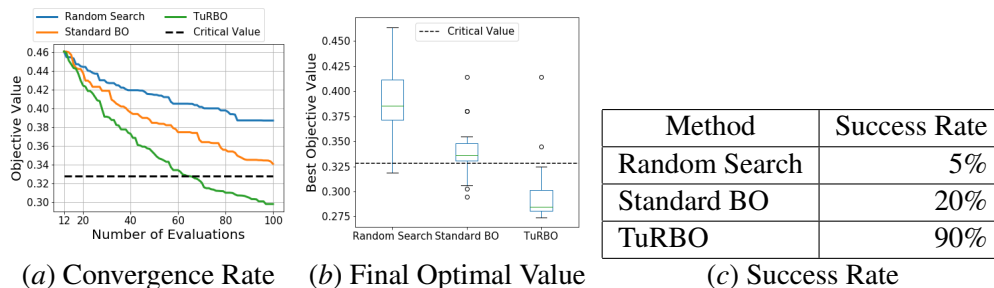 Random Search
Standard BO
TuRBO
Critical Value
Objective Value
0.46
0.44
0.42
0.40
0.38
0.36
0.34
0.32
0.30
12 20 40 60 80 100
Number of Evaluations
(a) Convergence Rate
Critical Value
Best Objective Value
0.450
0.425
0.400
0.375
0.350
0.325
0.300
0.275
Random Search Standard BO TuRBO
(b) Final Optimal Value
Method Success Rate
Random Search 5%
Standard BO 20%
TuRBO 90%
(c) Success Rate